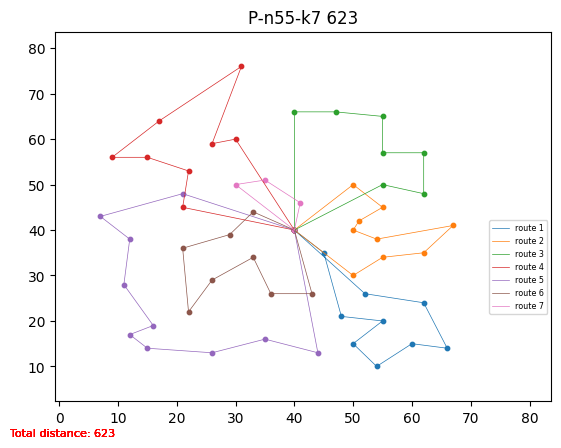 P-n55-k7 623
80
70
60
50
40
30
20
10
0 10 20 30 40 50 60 70 80
route 1
route 2
route 3
route 4
route 5
route 6
route 7
Total distance: 623